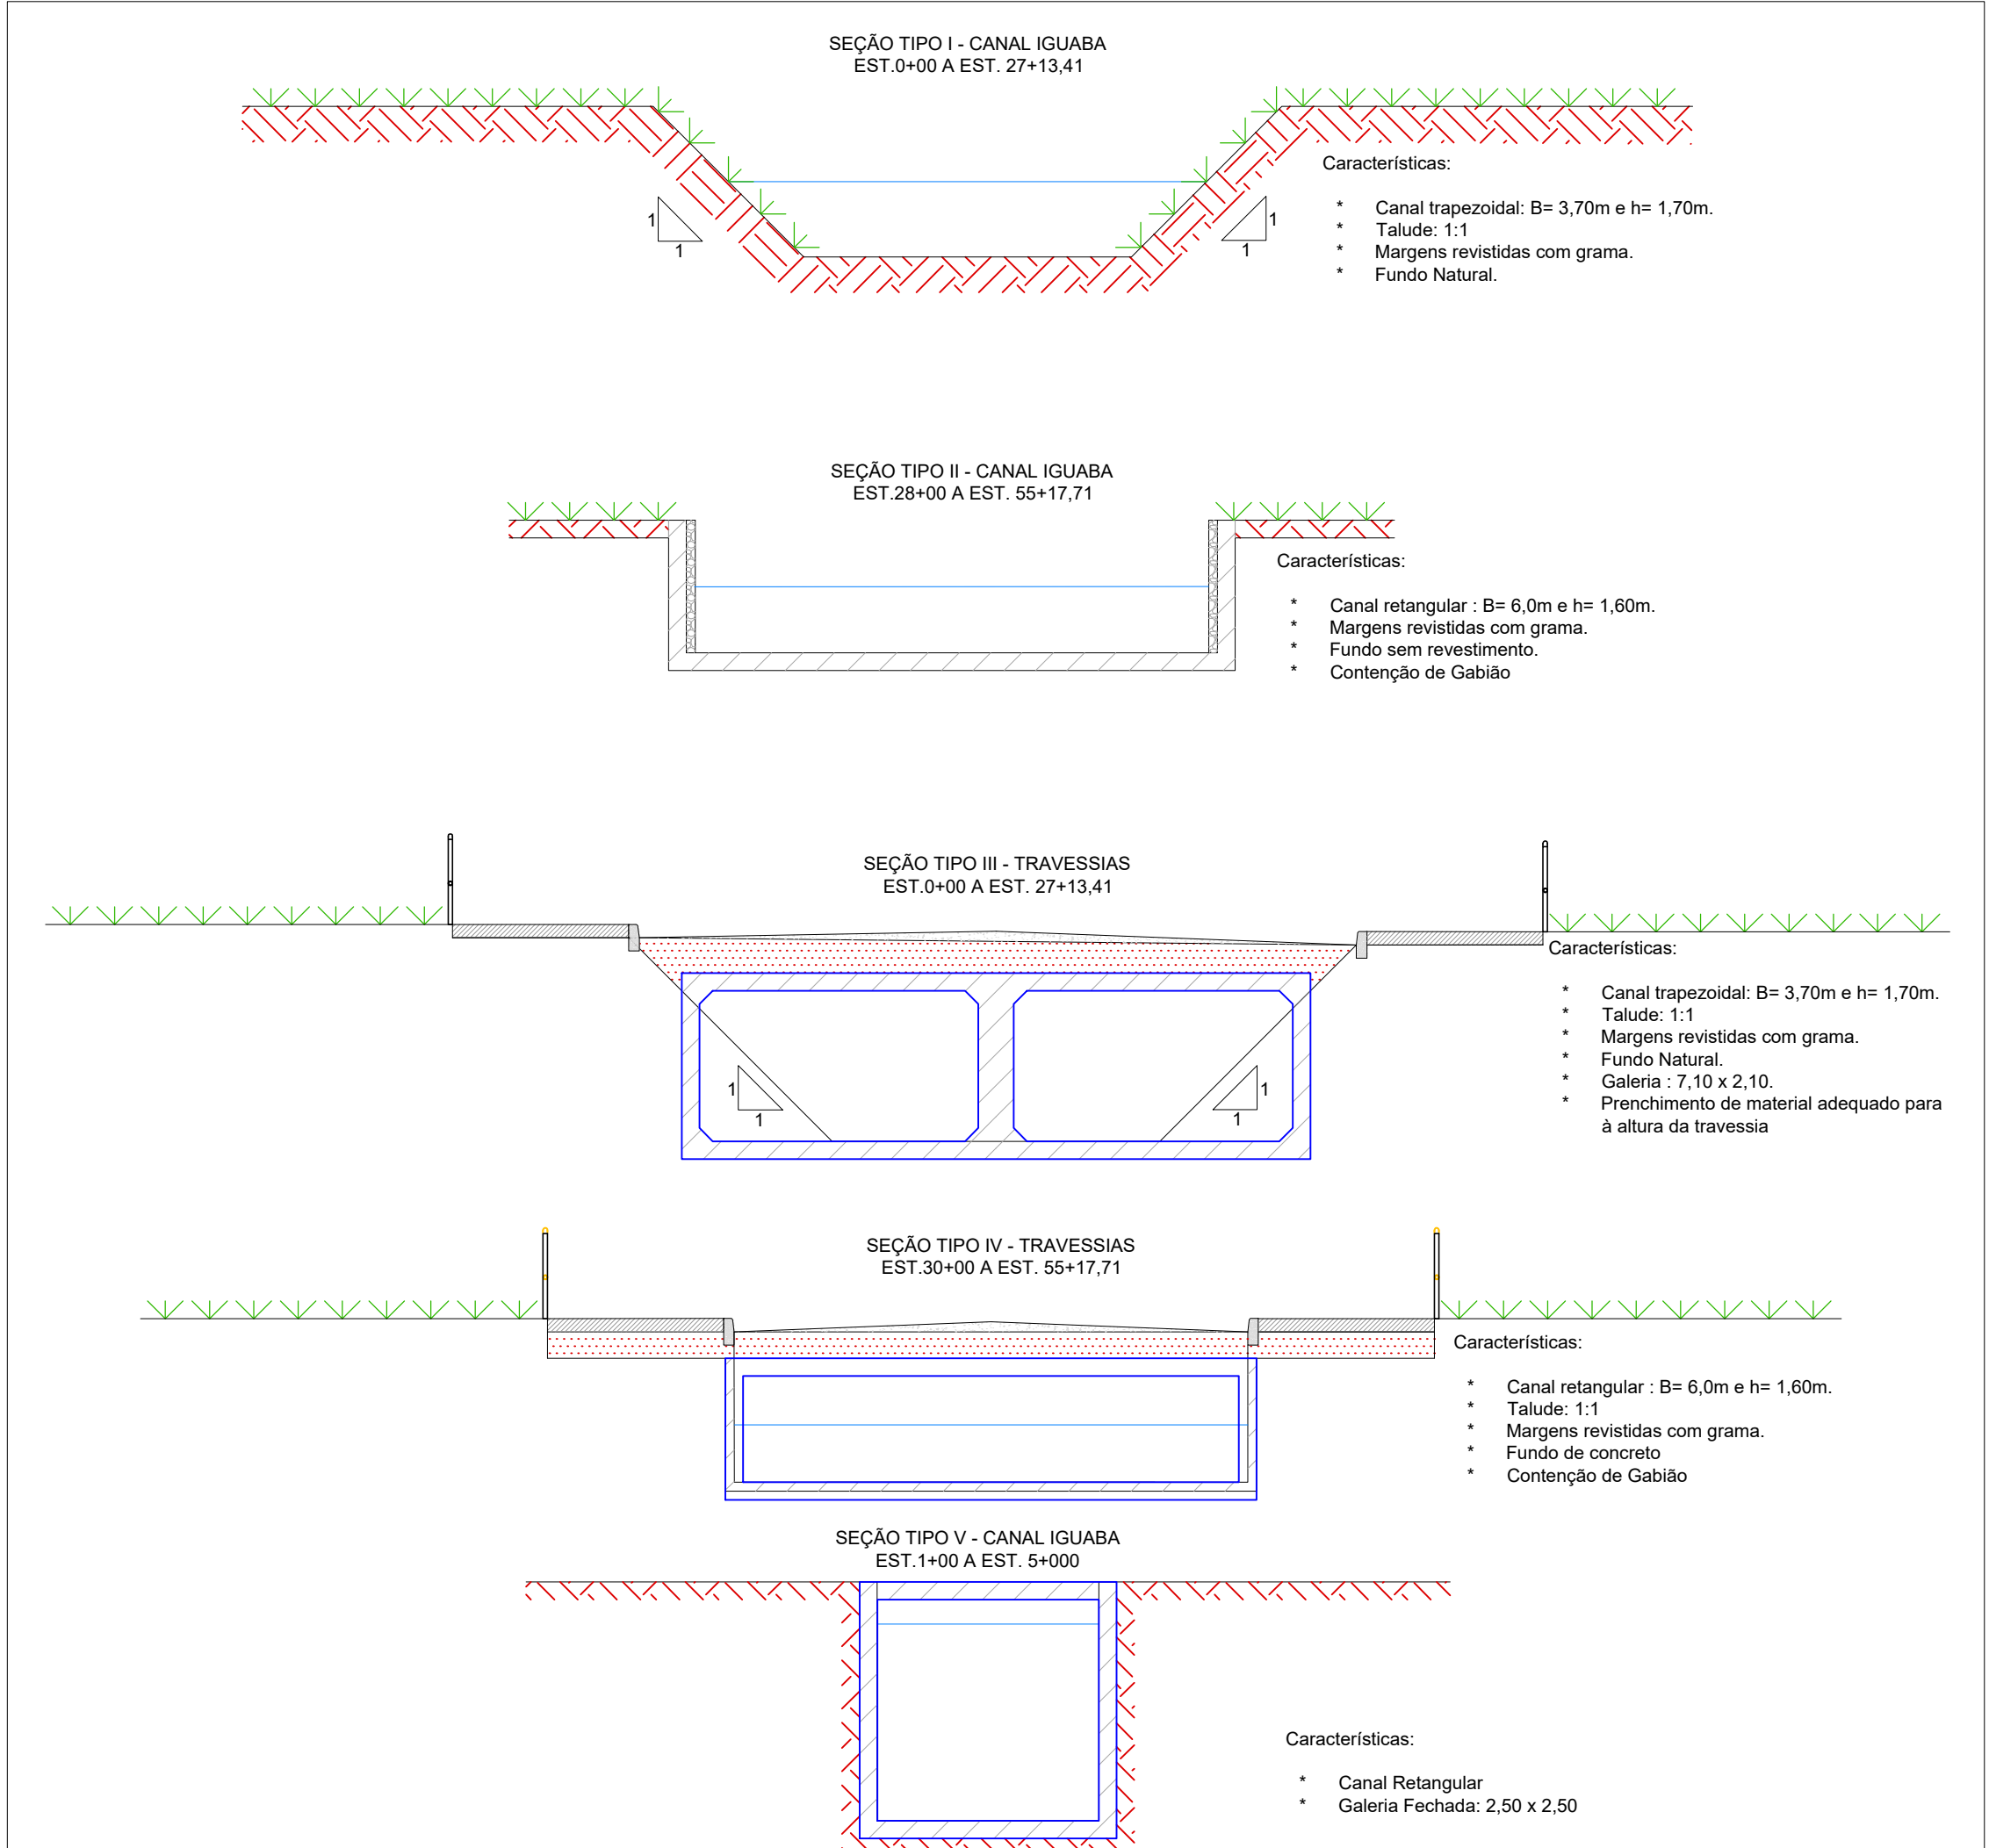 SEÇÃO TIPO I - CANAL IGUABA
EST.0+00 A EST. 27+13,41
1
1
1
1
Características:
* Canal trapezoidal: B= 3,70m e h= 1,70m.
* Talude: 1:1
* Margens revistidas com grama.
* Fundo Natural.
SEÇÃO TIPO II - CANAL IGUABA
EST.28+00 A EST. 55+17,71
Características:
* Canal retangular : B= 6,0m e h= 1,60m.
* Margens revistidas com grama.
* Fundo sem revestimento.
* Contenção de Gabião
SEÇÃO TIPO III - TRAVESSIAS
EST.0+00 A EST. 27+13,41
1
1
1
1
Características:
* Canal trapezoidal: B= 3,70m e h= 1,70m.
* Talude: 1:1
* Margens revistidas com grama.
* Fundo Natural.
* Galeria : 7,10 x 2,10.
* Prenchimento de material adequado para
à altura da travessia
SEÇÃO TIPO IV - TRAVESSIAS
EST.30+00 A EST. 55+17,71
Características:
* Canal retangular : B= 6,0m e h= 1,60m.
* Talude: 1:1
* Margens revistidas com grama.
* Fundo de concreto
* Contenção de Gabião
SEÇÃO TIPO V - CANAL IGUABA
EST.1+00 A EST. 5+000
Características:
* Canal Retangular
* Galeria Fechada: 2,50 x 2,50